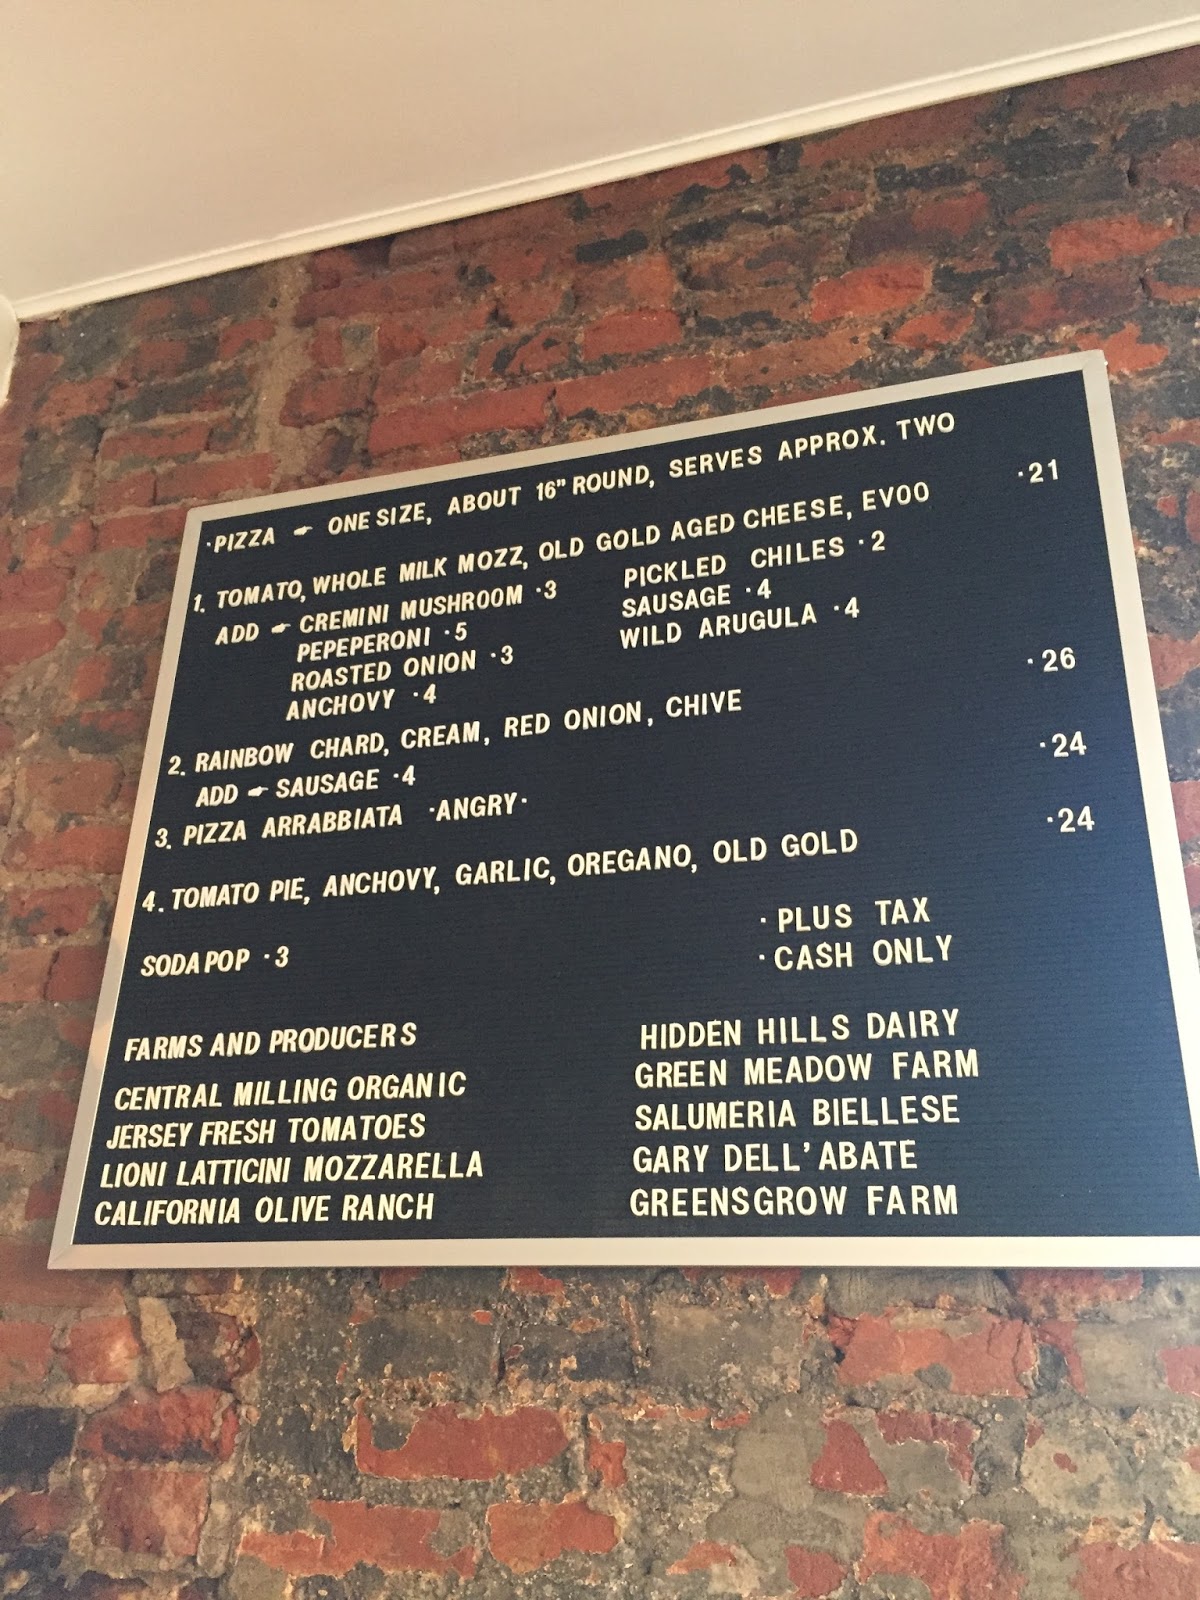 ·PIZZA ☛ ONE SIZE, ABOUT 16" ROUND, SERVES APPROX. TWO
1. TOMATO, WHOLE MILK MOZZ, OLD GOLD AGED CHEESE, EVOO ·21
ADD ☛ CREMINI MUSHROOM ·3 PICKLED CHILES ·2
PEPEPERONI ·5 SAUSAGE ·4
ROASTED ONION ·3 WILD ARUGULA ·4
ANCHOVY ·4
2. RAINBOW CHARD, CREAM, RED ONION, CHIVE ·26
ADD ☛ SAUSAGE ·4
3. PIZZA ARRABBIATA ·ANGRY· ·24
4. TOMATO PIE, ANCHOVY, GARLIC, OREGANO, OLD GOLD ·24
· PLUS TAX
SODA POP ·3 · CASH ONLY
FARMS AND PRODUCERS
CENTRAL MILLING ORGANIC
JERSEY FRESH TOMATOES
LIONI LATTICINI MOZZARELLA
CALIFORNIA OLIVE RANCH
HIDDEN HILLS DAIRY
GREEN MEADOW FARM
SALUMERIA BIELLESE
GARY DELL' ABATE
GREENSGROW FARM